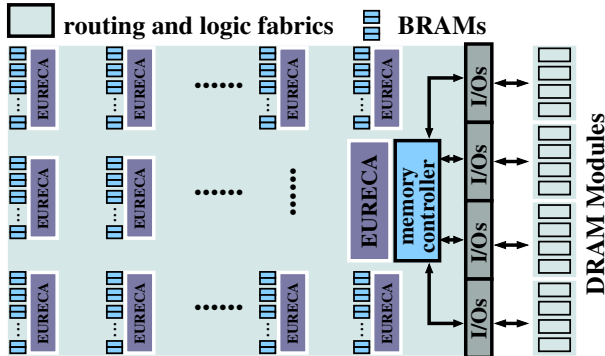 routing and logic fabrics
BRAMs
EURECA
EURECA
EURECA
EURECA
I/Os
EURECA
EURECA
EURECA
memory
controller
I/Os
I/Os
EURECA
EURECA
EURECA
EURECA
I/Os
DRAM Modules